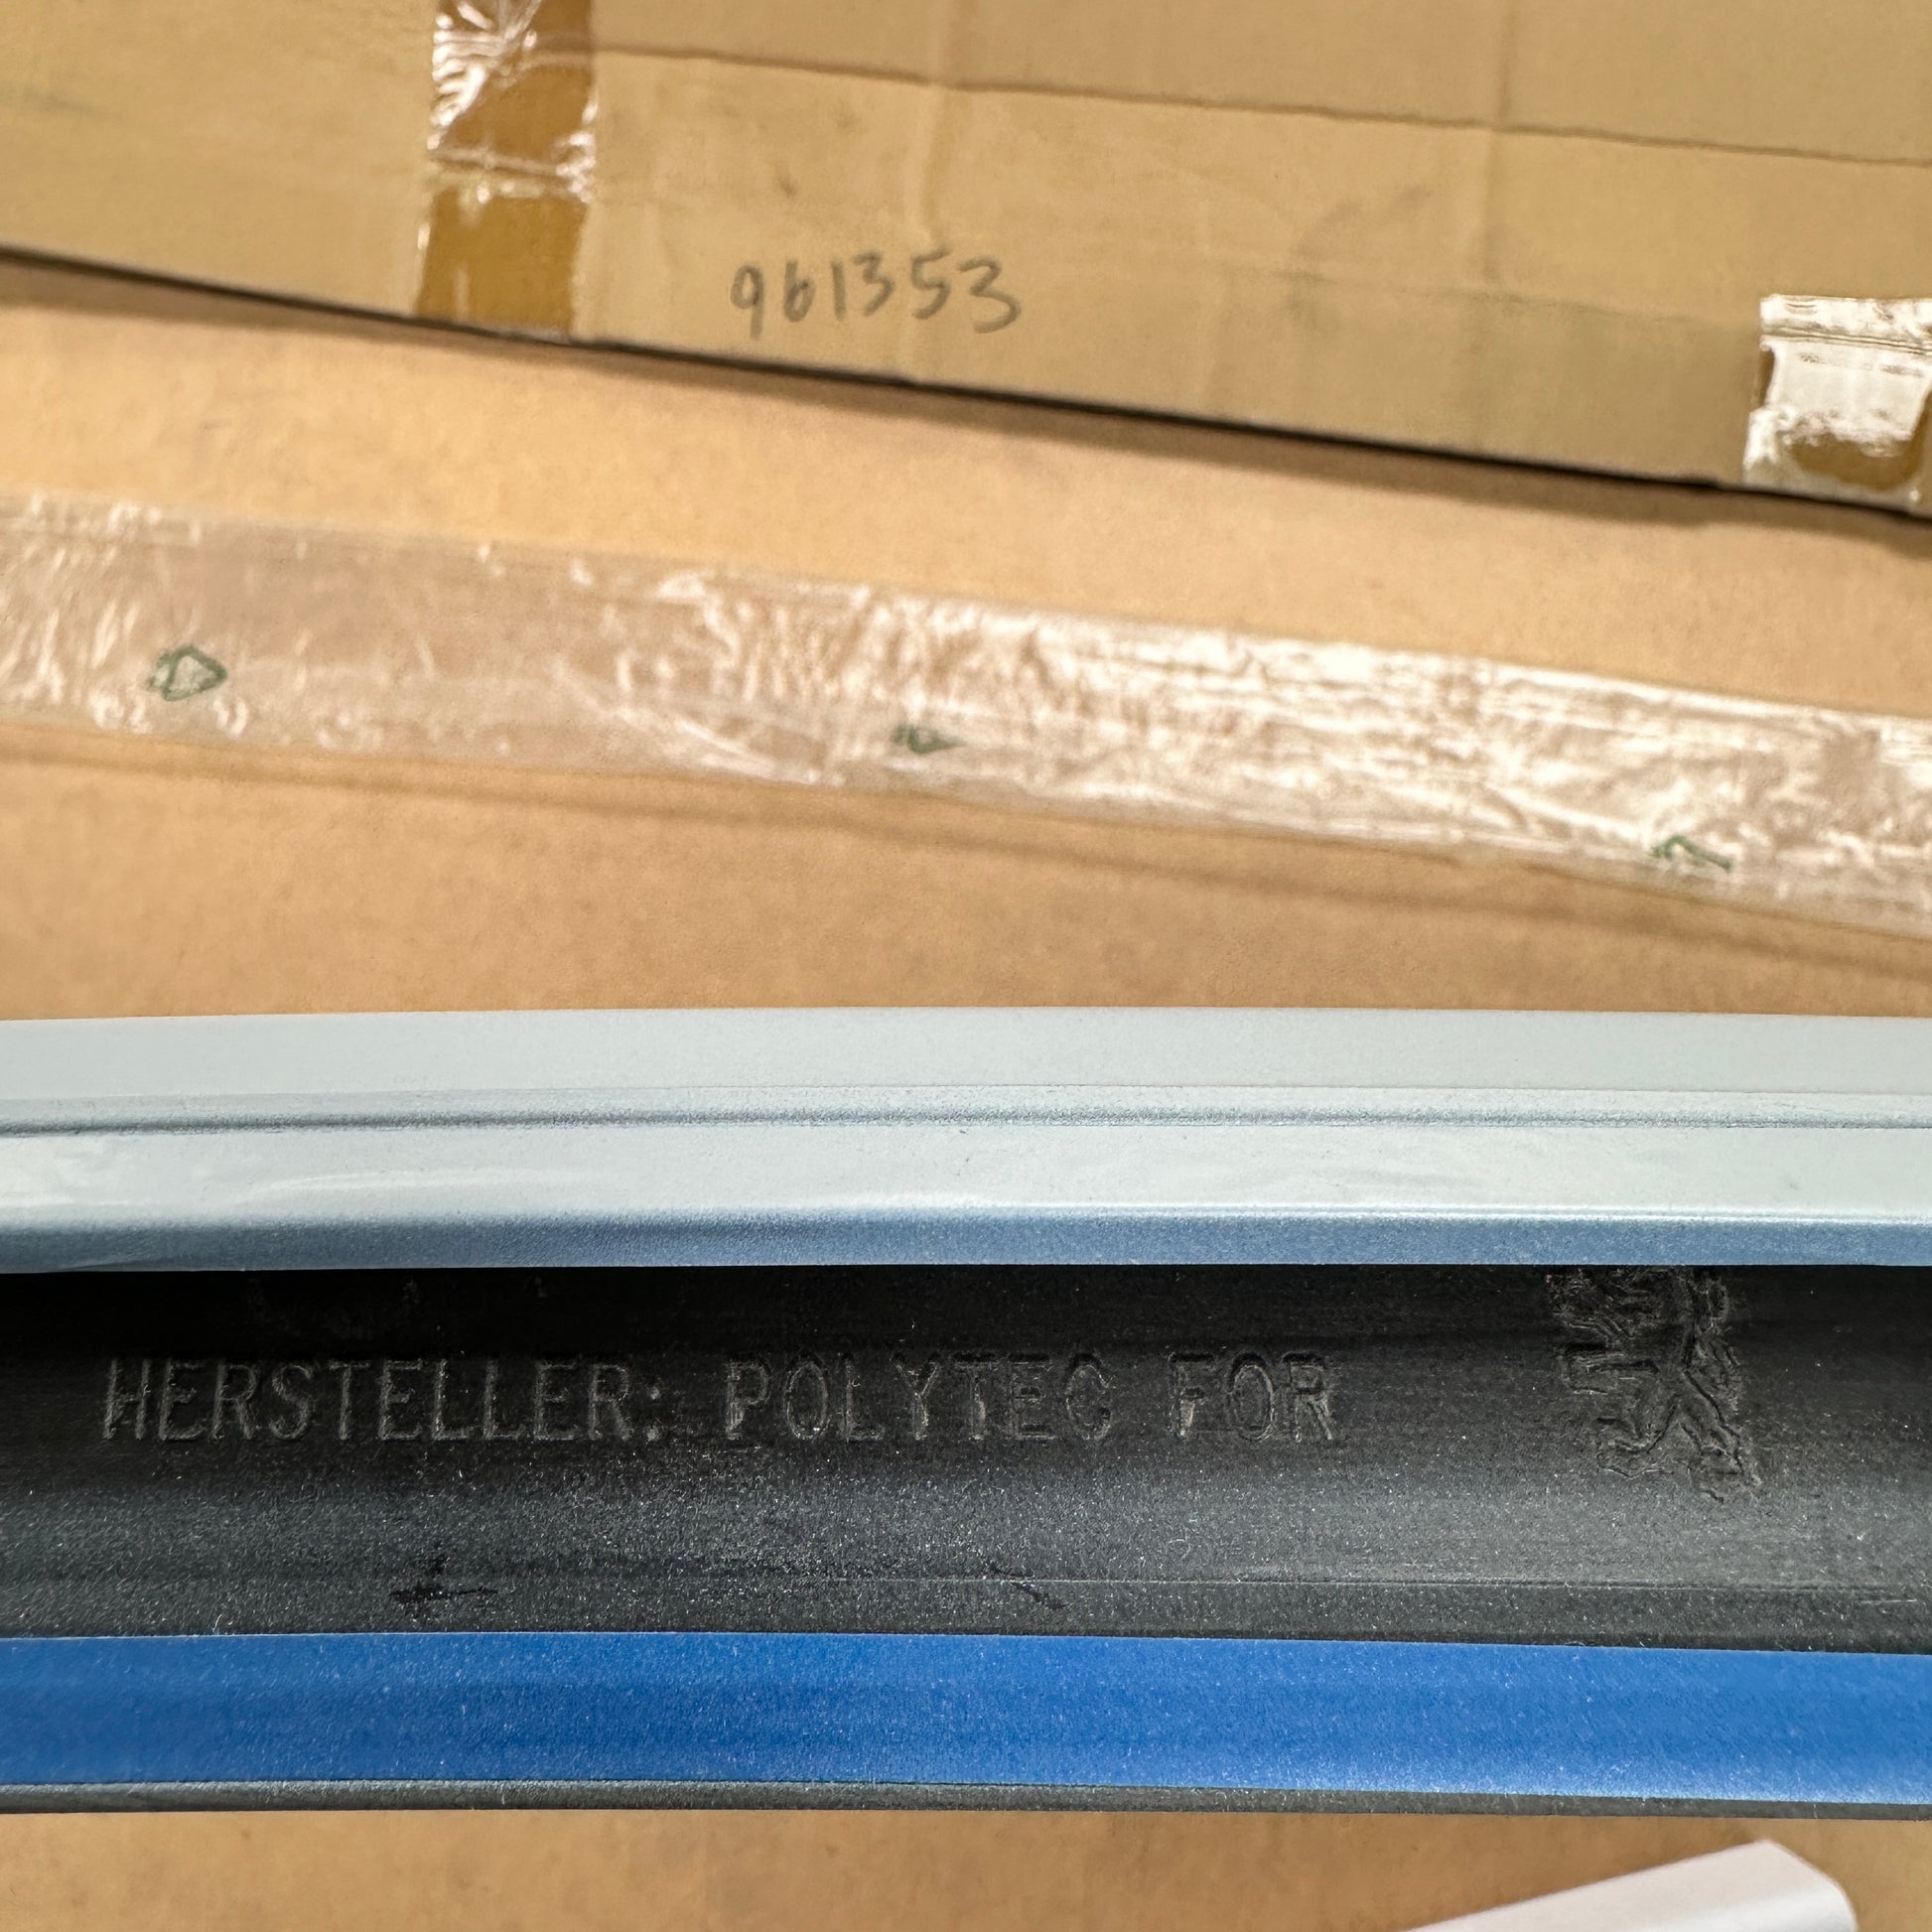 961353
HERSTELLER: POLYTEC FOR